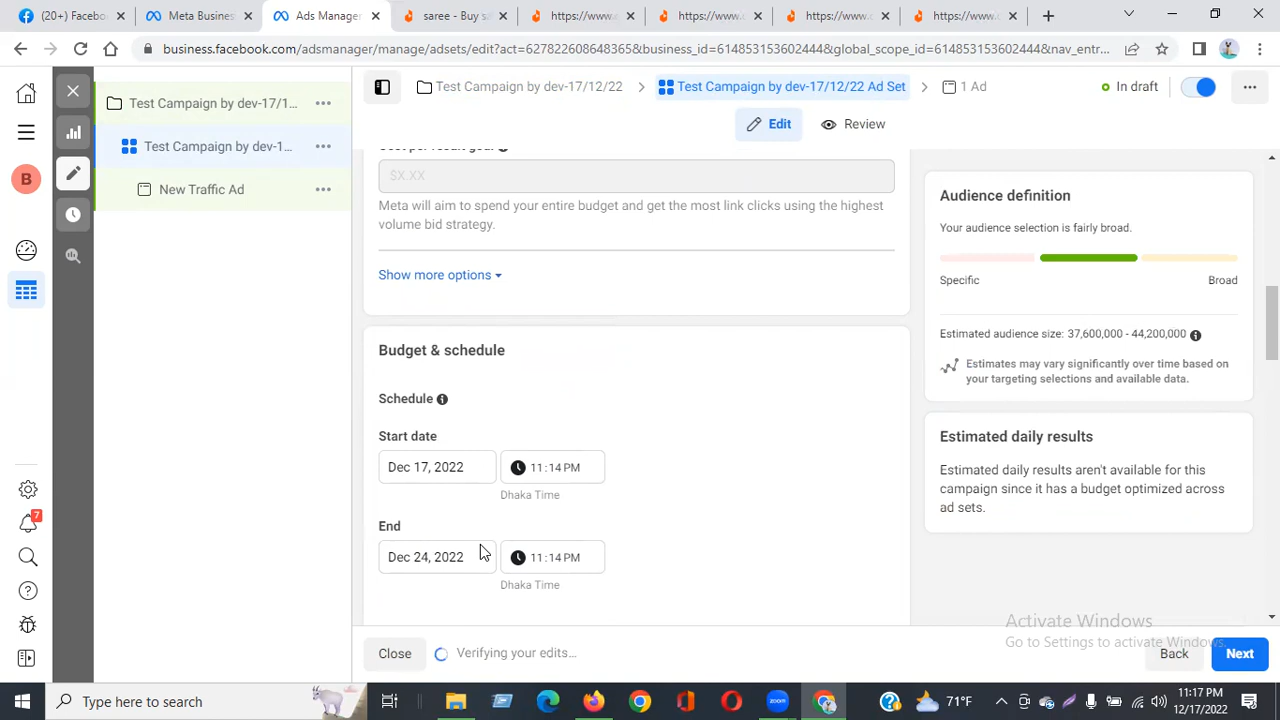 (20+) Facebo
Meta Business
Ads Manager
saree - Buy sa
https://www.a
https://www.
https://www.c
https://www.c
business.facebook.com/adsmanager/manage/adsets/edit?act=627822608648365&business_id=614853153602444&global_scope_id=614853153602444&nav_entr...
Test Campaign by dev-17/1...
Test Campaign by dev-17/12/22
Test Campaign by dev-17/12/22 Ad Set
1 Ad
In draft
Edit
Review
B
Test Campaign by dev-1...
New Traffic Ad
$X.XX
Meta will aim to spend your entire budget and get the most link clicks using the highest
volume bid strategy.
Show more options
Budget & schedule
Schedule
Start date
Dec 17, 2022
11:14 PM
Dhaka Time
End
Dec 24, 2022
11:14 PM
Dhaka Time
Audience definition
Your audience selection is fairly broad.
Specific
Broad
Estimated audience size: 37,600,000 - 44,200,000
Estimates may vary significantly over time based on
your targeting selections and available data.
Estimated daily results
Estimated daily results aren't available for this
campaign since it has a budget optimized across
ad sets.
7
Activate Windows
Go to Settings to activate Windows.
Close
Verifying your edits...
Back
Next
Type here to search
zoom
71°F
11:17 PM
12/17/2022